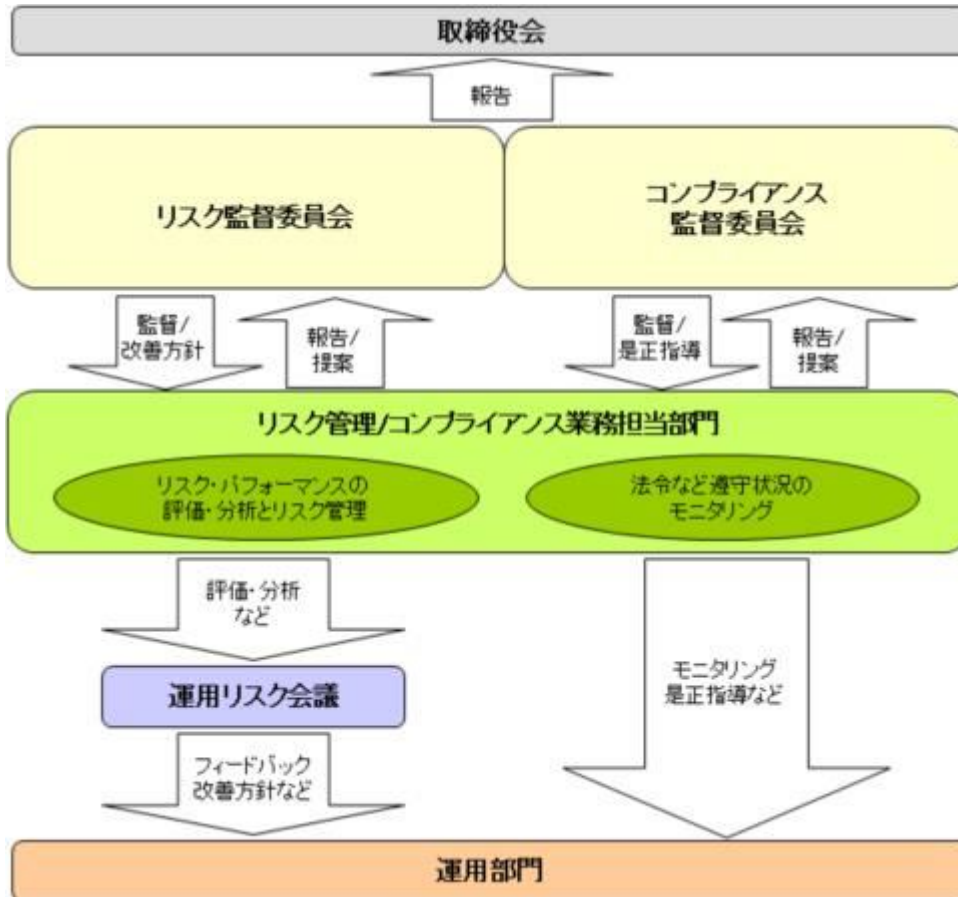 取締役会
報告
リスク監督委員会
コンプライアンス
監督委員会
監督/
改善方針
報告/
提案
監督/
是正指導
報告/
提案
リスク管理/コンプライアンス業務担当部門
リスク・パフォーマンスの
評価・分析とリスク管理
法令など遵守状況の
モニタリング
評価・分析
など
運用リスク会議
フィードバック
改善方針など
モニタリング
是正指導など
運用部門